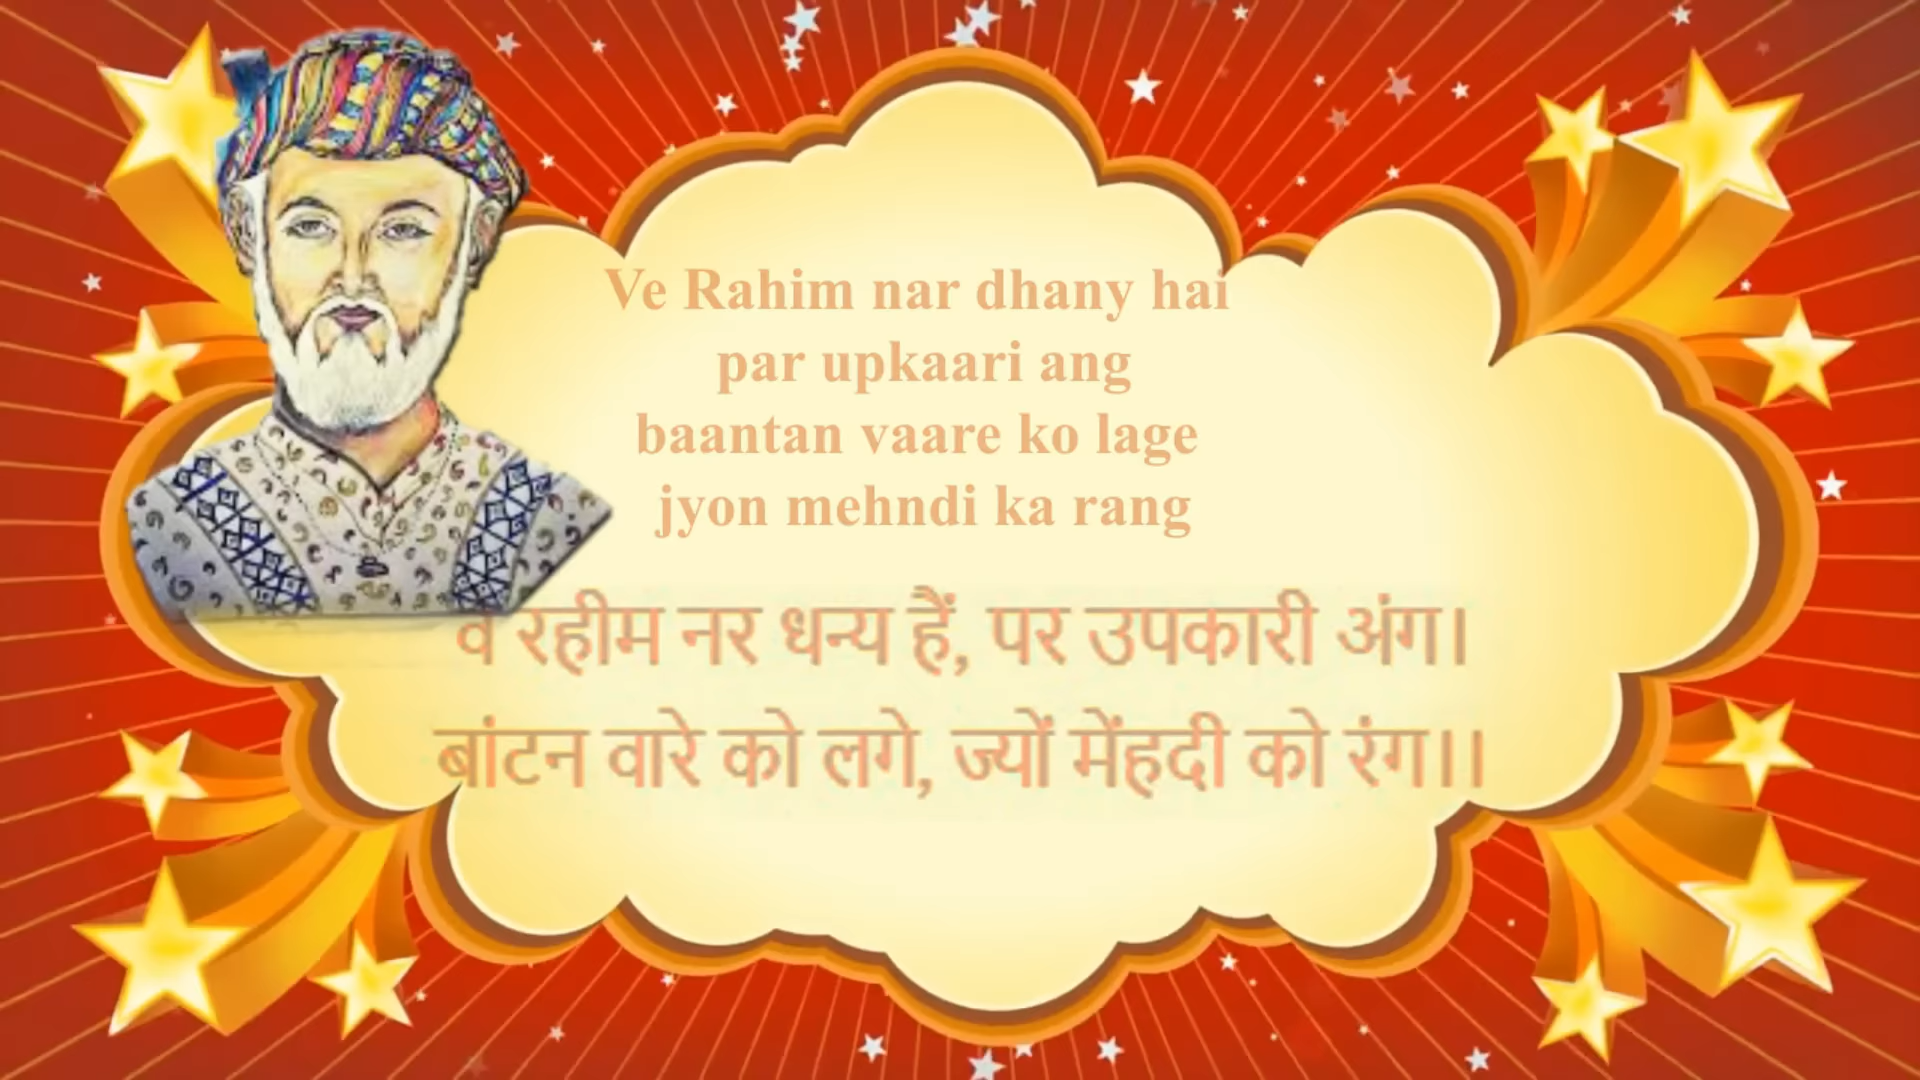 Ve Rahim nar dhany hai
par upkaari ang
baantan vaare ko lage
jyon mehndi ka rang
वे रहीम नर धन्य हैं, पर उपकारी अंग।
बांटन वारे को लगे, ज्यों मेंहदी को रंग।।